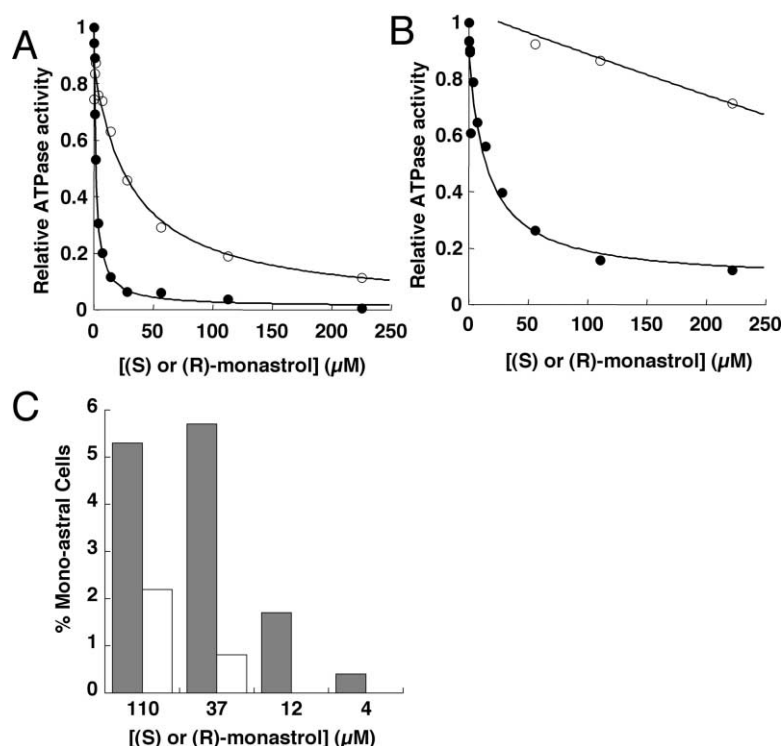 A
Relative ATPase activity
1
0.8
0.6
0.4
0.2
0
0 50 100 150 200 250
[(S) or (R)-monastrol] (µM)
B
Relative ATPase activity
1
0.8
0.6
0.4
0.2
0
0 50 100 150 200 250
[(S) or (R)-monastrol] (µM)
C
% Mono-astral Cells
6
5
4
3
2
1
0
110 37 12 4
[(S) or (R)-monastrol] (µM)